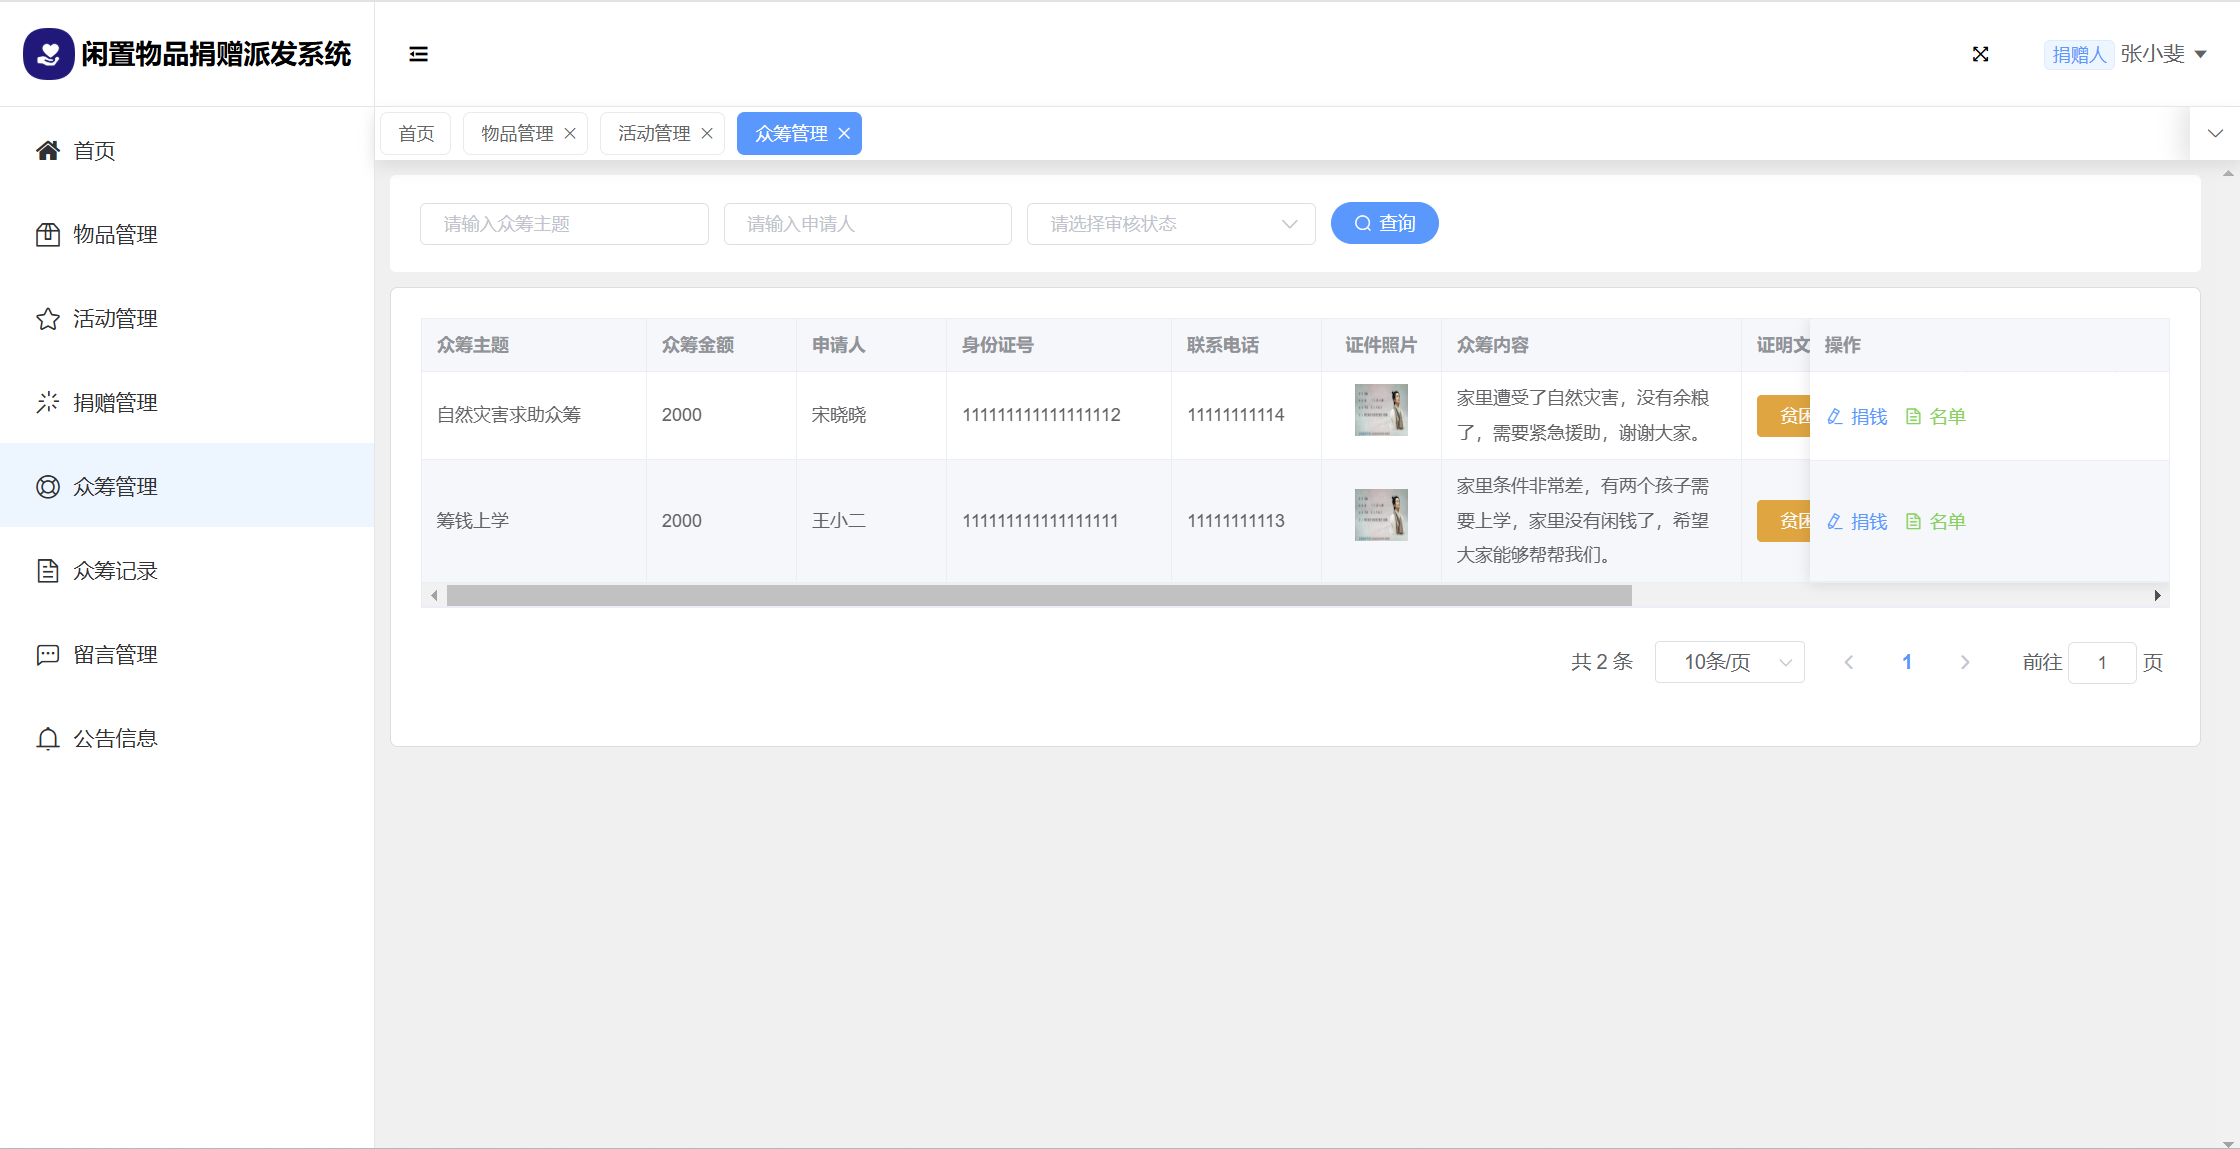 闲置物品捐赠派发系统
捐赠人 张小斐
首页
物品管理
活动管理
捐赠管理
众筹管理
众筹记录
留言管理
公告信息
首页 物品管理 活动管理 众筹管理
请输入众筹主题 请输入申请人 请选择审核状态 查询
众筹主题 众筹金额 申请人 身份证号 联系电话 证件照片 众筹内容 证明文 操作
自然灾害求助众筹 2000 宋晓晓 111111111111111112 11111111114 家里遭受了自然灾害，没有余粮
了，需要紧急援助，谢谢大家。
贫困 捐钱 名单
筹钱上学 2000 王小二 111111111111111111 11111111113 家里条件非常差，有两个孩子需
要上学，家里没有闲钱了，希望
大家能够帮帮我们。
贫困 捐钱 名单
共 2 条 10条/页 1 前往 1 页